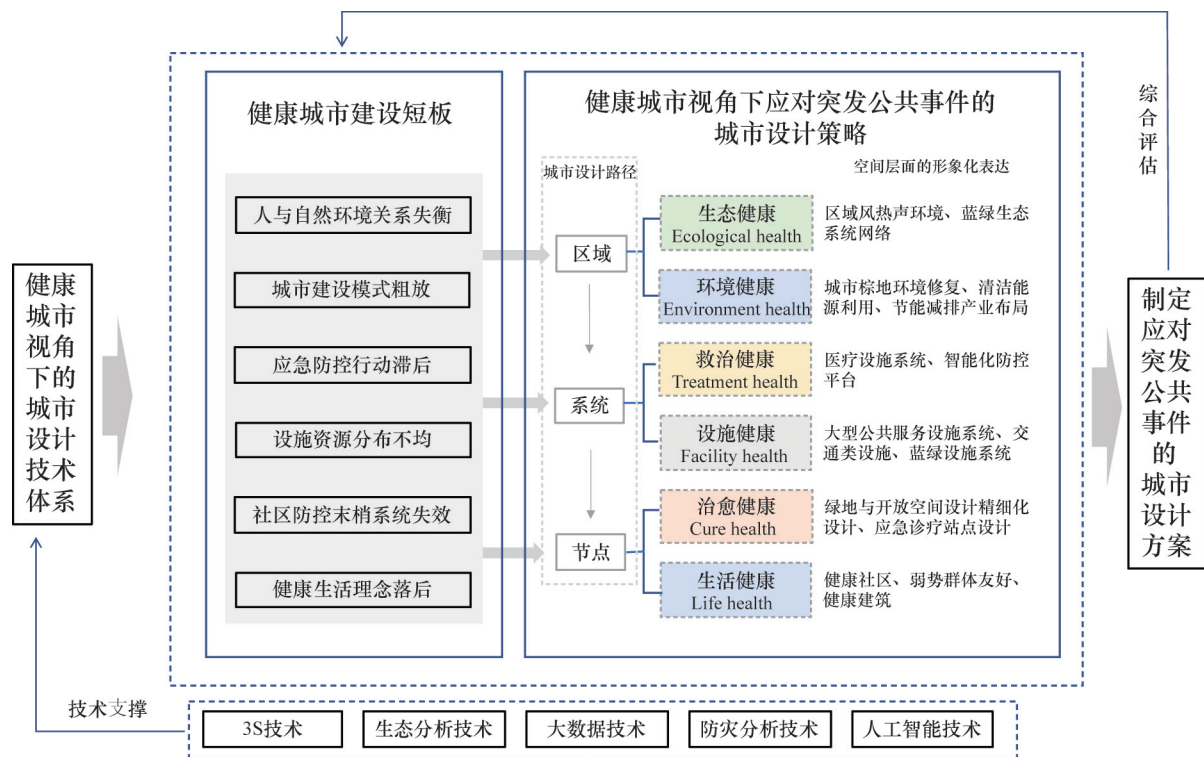 健康
城市
视角
下的
城市
设计
技术
体系
健康城市建设短板
人与自然环境关系失衡
城市建设模式粗放
应急防控行动滞后
设施资源分布不均
社区防控末梢系统失效
健康生活理念落后
健康城市视角下应对突发公共事件的
城市设计策略
城市设计路径
空间层面的形象化表达
区域
生态健康
Ecological health
区域风热声环境、蓝绿生态
系统网络
环境健康
Environment health
城市棕地环境修复、清洁能
源利用、节能减排产业布局
系统
救治健康
Treatment health
医疗设施系统、智能化防控
平台
设施健康
Facility health
大型公共服务设施系统、交
通类设施、蓝绿设施系统
节点
治愈健康
Cure health
绿地与开放空间设计精细化
设计、应急诊疗站点设计
生活健康
Life health
健康社区、弱势群体友好、
健康建筑
综合评估
制定
应对
突发
公共
事件
的
城市
设计
方案
技术支撑
3S技术
生态分析技术
大数据技术
防灾分析技术
人工智能技术